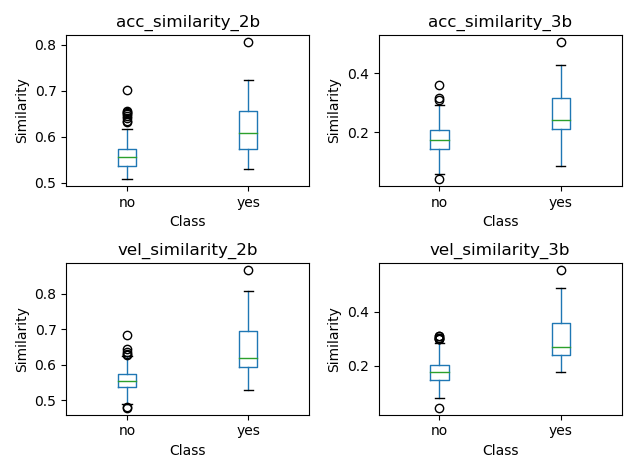 acc_similarity_2b
0.8
0.7
0.6
0.5
Similarity
no
yes
Class
acc_similarity_3b
0.4
0.2
Similarity
no
yes
Class
vel_similarity_2b
0.8
0.7
0.6
0.5
Similarity
no
yes
Class
vel_similarity_3b
0.4
0.2
Similarity
no
yes
Class